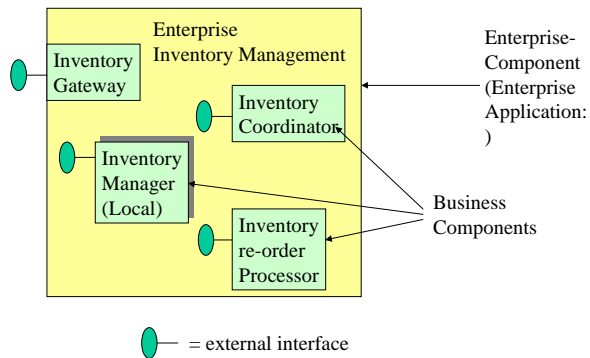 Enterprise
Inventory Management
Inventory
Gateway
Enterprise-
Component
(Enterprise
Application:
)
Inventory
Coordinator
Inventory
Manager
(Local)
Business
Components
Inventory
re-order
Processor
= external interface